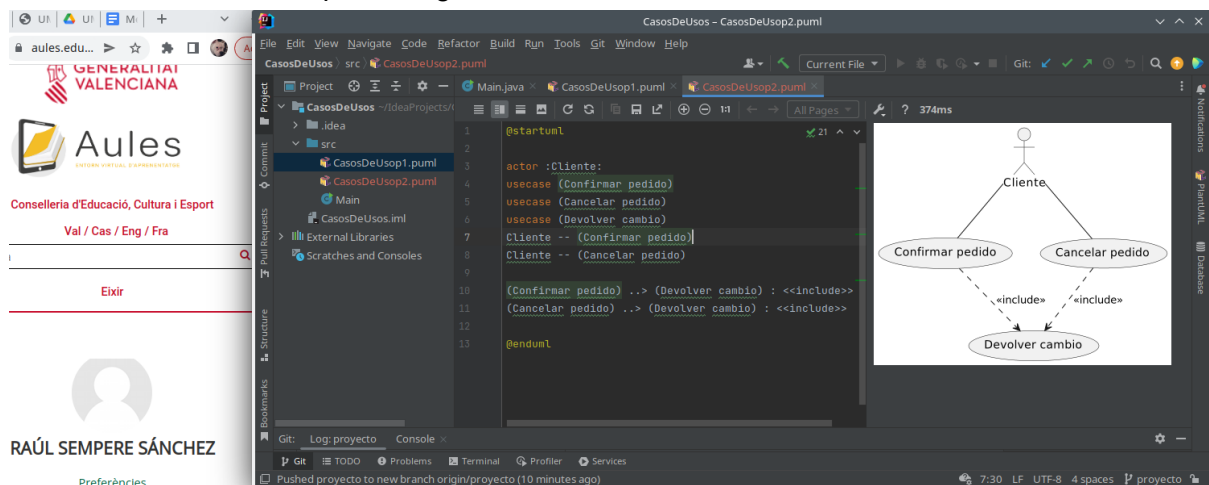 UN
UN
Mo
aules.edu...
GENERALITAT
VALENCIANA
Aules
ENTORN VIRTUAL D'APRENENTATGE
Conselleria d'Educació, Cultura i Esport
Val / Cas / Eng / Fra
Eixir
RAÚL SEMPERE SÁNCHEZ
Preferències
CasosDeUsos – CasosDeUsop2.puml
File Edit View Navigate Code Refactor Build Run Tools Git Window Help
CasosDeUsos src CasosDeUsop2.puml
Current File
Git:
Project
Main.java CasosDeUsop1.puml CasosDeUsop2.puml
CasosDeUsos ~/IdeaProjects/
.idea
src
CasosDeUsop1.puml
CasosDeUsop2.puml
Main
CasosDeUsos.iml
External Libraries
Scratches and Consoles
Project
Commit
Pull Requests
Structure
Bookmarks
1:1
All Pages
? 374ms
21
1 @startuml
2
3 actor :Cliente:
4 usecase (Confirmar pedido)
5 usecase (Cancelar pedido)
6 usecase (Devolver cambio)
7 Cliente -- (Confirmar pedido)
8 Cliente -- (Cancelar pedido)
9
10 (Confirmar pedido) ..> (Devolver cambio) : <<include>>
11 (Cancelar pedido) ..> (Devolver cambio) : <<include>>
12
13 @enduml
Cliente
Confirmar pedido
Cancelar pedido
«include»
«include»
Devolver cambio
Notifications
PlantUML
Database
Git: Log: proyecto Console
Git TODO Problems Terminal Profiler Services
Pushed proyecto to new branch origin/proyecto (10 minutes ago)
7:30 LF UTF-8 4 spaces proyecto